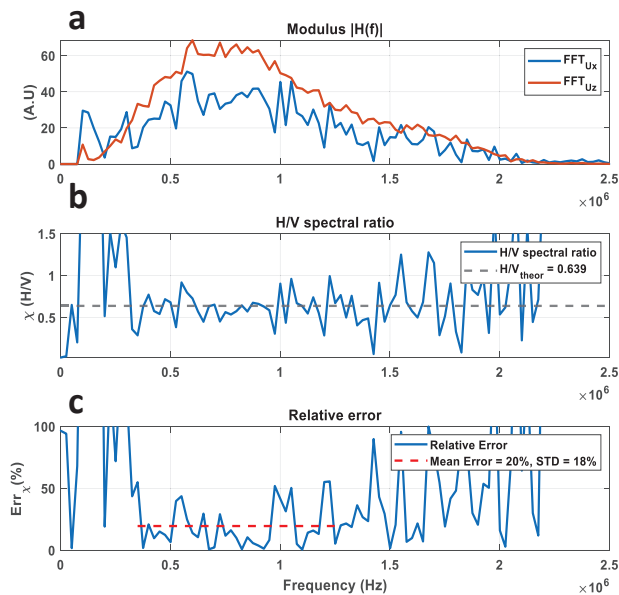 a
Modulus |H(f)|
(A.U)
60
40
20
0
FFT_Ux
FFT_Uz
0
0.5
1
1.5
2
2.5
×10^6
b
H/V spectral ratio
χ (H/V)
1.5
1
0.5
H/V spectral ratio
H/V_theor = 0.639
0
0.5
1
1.5
2
2.5
×10^6
c
Relative error
Err_χ(%)
100
50
0
Relative Error
Mean Error = 20%, STD = 18%
0
0.5
1
1.5
2
2.5
Frequency (Hz)
×10^6